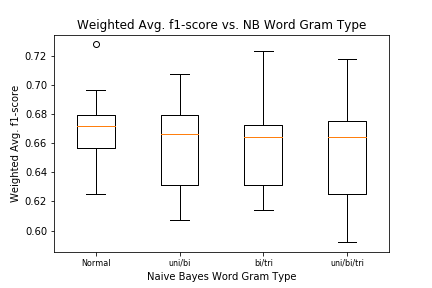 Weighted Avg. f1-score vs. NB Word Gram Type
Weighted Avg. f1-score
0.72
0.70
0.68
0.66
0.64
0.62
0.60
Normal
uni/bi
bi/tri
uni/bi/tri
Naive Bayes Word Gram Type